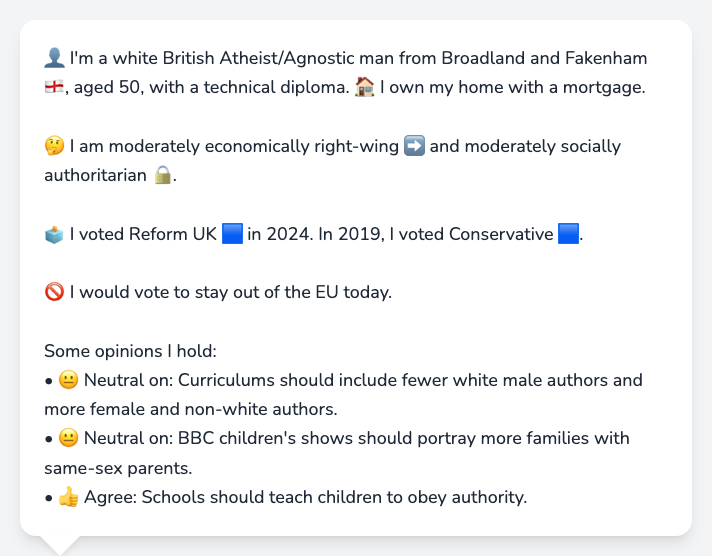 👤 I'm a white British Atheist/Agnostic man from Broadland and Fakenham
🏴󠁧󠁢󠁥󠁮󠁧󠁿, aged 50, with a technical diploma. 🏠 I own my home with a mortgage.
🤔 I am moderately economically right-wing ➡️ and moderately socially
authoritarian 🔒.
🗳️ I voted Reform UK 🟦 in 2024. In 2019, I voted Conservative 🟦.
🚫 I would vote to stay out of the EU today.
Some opinions I hold:
• 😐 Neutral on: Curriculums should include fewer white male authors and
more female and non-white authors.
• 😐 Neutral on: BBC children's shows should portray more families with
same-sex parents.
• 👍 Agree: Schools should teach children to obey authority.